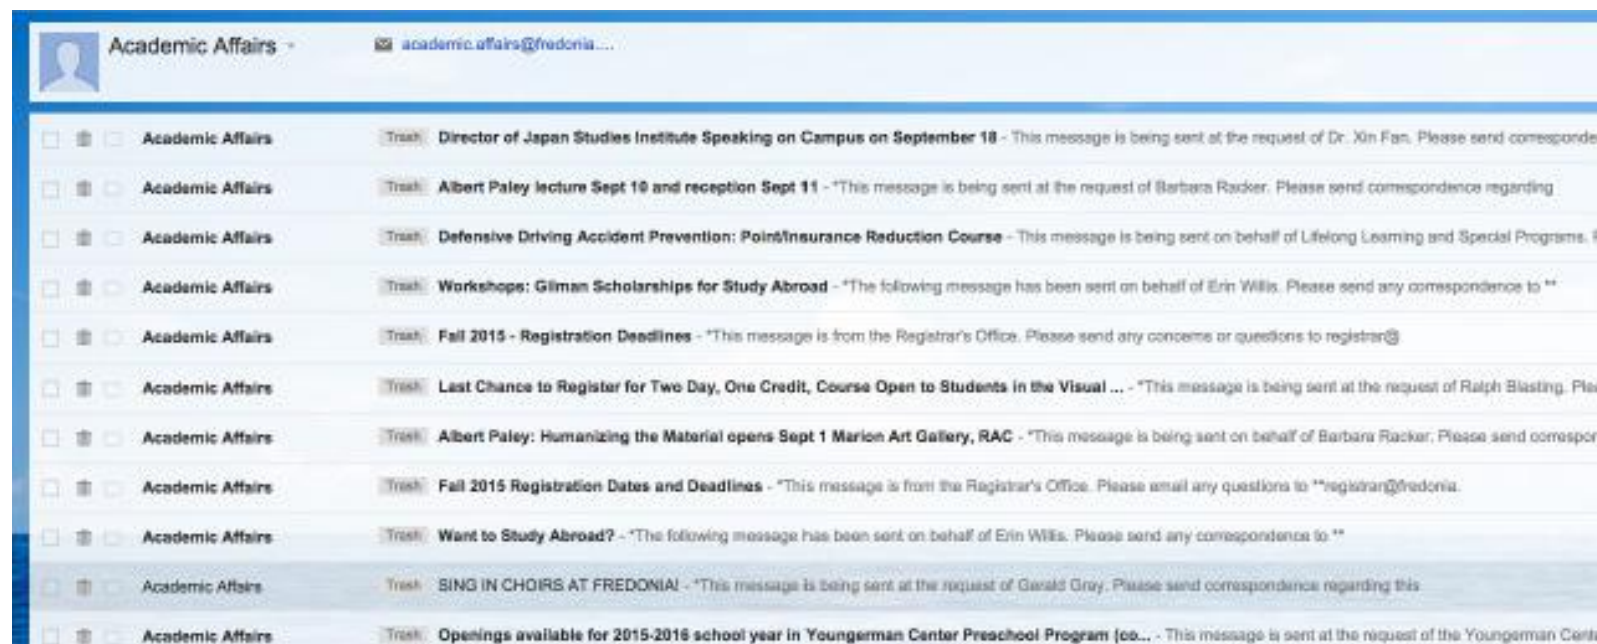 Academic Affairs academic.affairs@fredonia....
Academic Affairs Trash Director of Japan Studies Institute Speaking on Campus on September 18 - This message is being sent at the request of Dr. Xin Fan. Please send corresponde
Academic Affairs Trash Albert Paley lecture Sept 10 and reception Sept 11 - "This message is being sent at the request of Barbara Racker. Please send correspondence regarding
Academic Affairs Trash Defensive Driving Accident Prevention: Point/Insurance Reduction Course - This message is being sent on behalf of Lifelong Learning and Special Programs.
Academic Affairs Trash Workshops: Gilman Scholarships for Study Abroad - "The following message has been sent on behalf of Erin Willis. Please send any correspondence to "*
Academic Affairs Trash Fall 2015 - Registration Deadlines - "This message is from the Registrar's Office. Please send any concerns or questions to registrar@
Academic Affairs Trash Last Chance to Register for Two Day, One Credit, Course Open to Students in the Visual ... - "This message is being sent at the request of Ralph Blasting. Plea
Academic Affairs Trash Albert Paley: Humanizing the Material opens Sept 1 Marion Art Gallery, RAC - "This message is being sent on behalf of Barbara Racker. Please send correspon
Academic Affairs Trash Fall 2015 Registration Dates and Deadlines - "This message is from the Registrar's Office. Please email any questions to "*registrar@fredonia.
Academic Affairs Trash Want to Study Abroad? - "The following message has been sent on behalf of Erin Willis. Please send any correspondence to "*
Academic Affairs Trash SING IN CHOIRS AT FREDONIA! - "This message is being sent at the request of Gerald Gray. Please send correspondence regarding this
Academic Affairs Trash Openings available for 2015-2016 school year in Youngerman Center Preschool Program (co... - This message is sent at the request of the Youngerman Cente